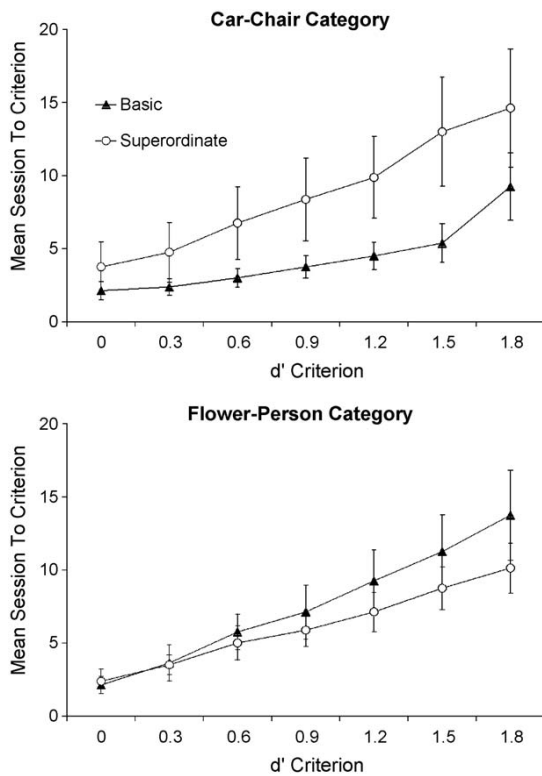 Car-Chair Category
20
15
10
5
0
Mean Session To Criterion
Basic
Superordinate
0 0.3 0.6 0.9 1.2 1.5 1.8
d' Criterion
Flower-Person Category
20
15
10
5
0
Mean Session To Criterion
0 0.3 0.6 0.9 1.2 1.5 1.8
d' Criterion